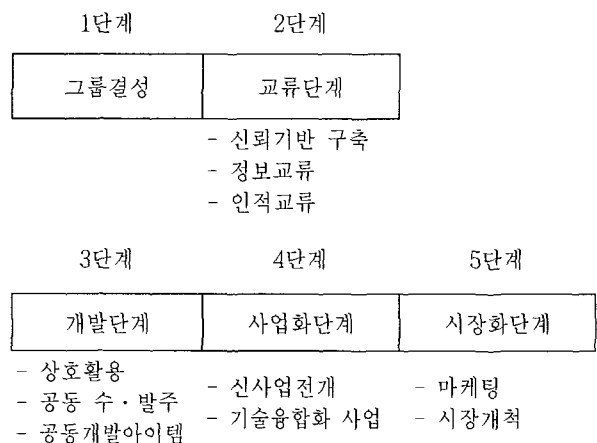 1단계 2단계
그룹결성 교류단계
- 신뢰기반 구축
- 정보교류
- 인적교류
3단계 4단계 5단계
개발단계 사업화단계 시장화단계
- 상호활용
- 공동 수·발주
- 공동개발아이템
- 신사업전개
- 기술융합화 사업
- 마케팅
- 시장개척